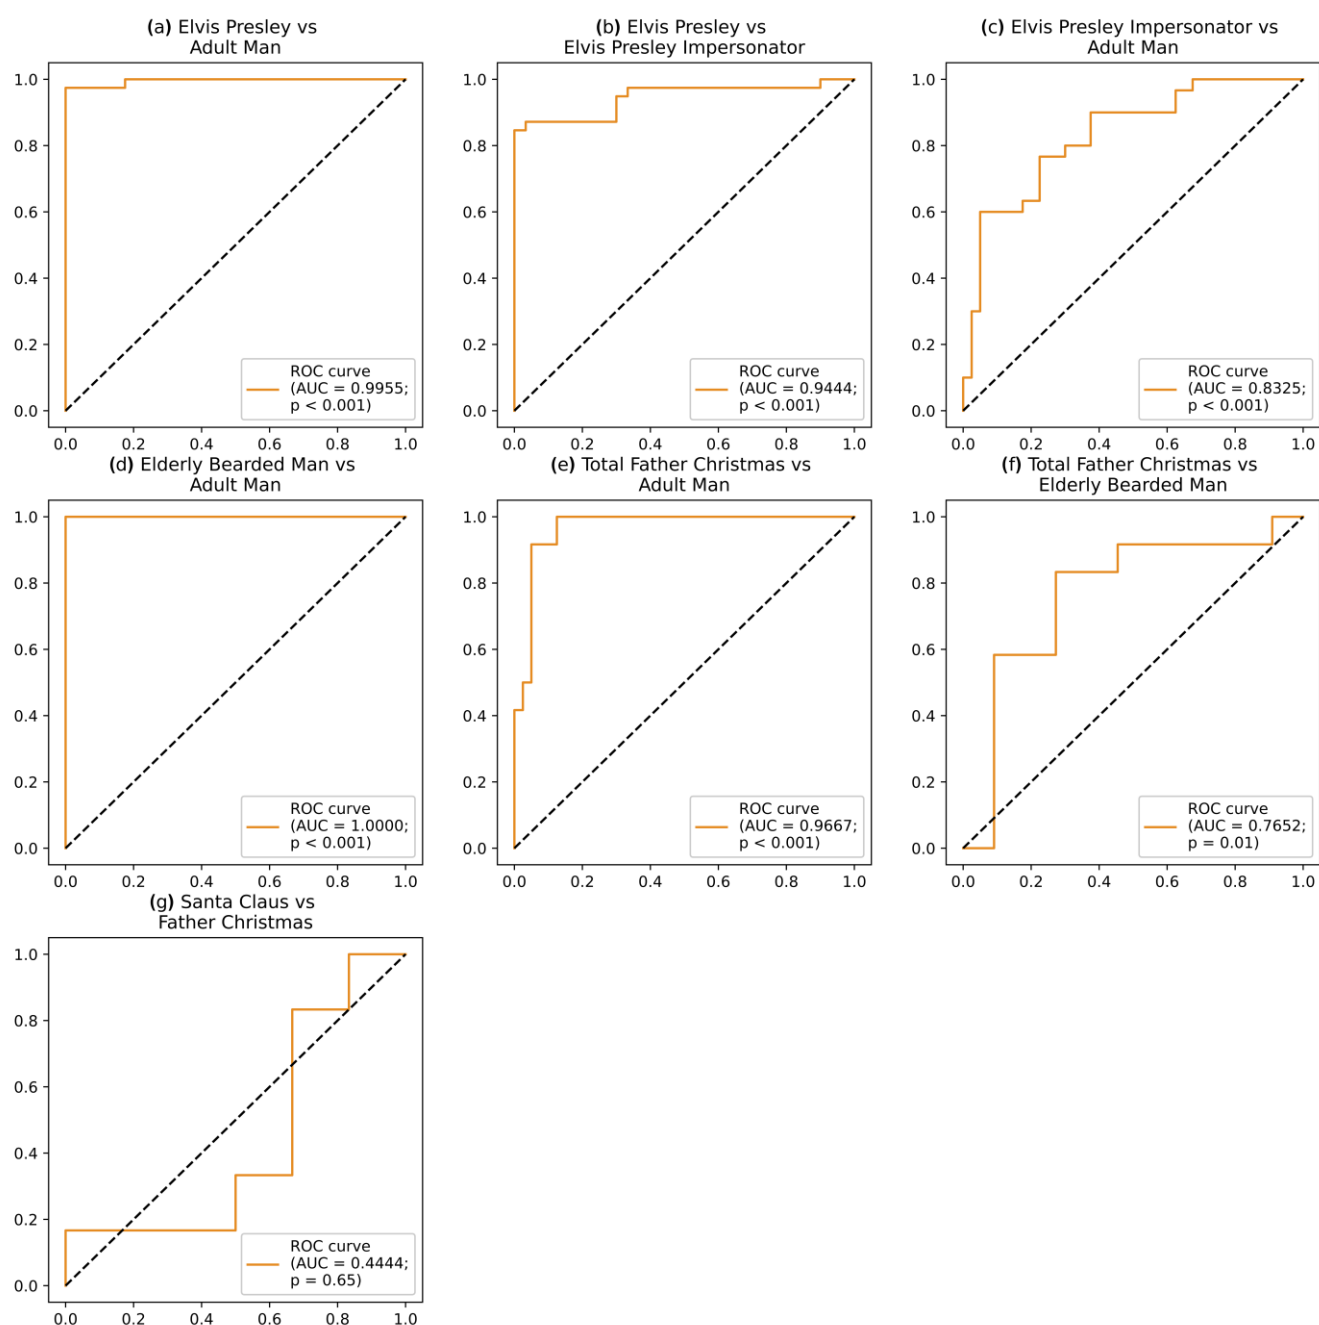 (a) Elvis Presley vs
Adult Man
1.0
0.8
0.6
0.4
0.2
0.0
ROC curve
(AUC = 0.9955;
p < 0.001)
0.0 0.2 0.4 0.6 0.8 1.0
(b) Elvis Presley vs
Elvis Presley Impersonator
1.0
0.8
0.6
0.4
0.2
0.0
ROC curve
(AUC = 0.9444;
p < 0.001)
0.0 0.2 0.4 0.6 0.8 1.0
(c) Elvis Presley Impersonator vs
Adult Man
1.0
0.8
0.6
0.4
0.2
0.0
ROC curve
(AUC = 0.8325;
p < 0.001)
0.0 0.2 0.4 0.6 0.8 1.0
(d) Elderly Bearded Man vs
Adult Man
1.0
0.8
0.6
0.4
0.2
0.0
ROC curve
(AUC = 1.0000;
p < 0.001)
0.0 0.2 0.4 0.6 0.8 1.0
(e) Total Father Christmas vs
Adult Man
1.0
0.8
0.6
0.4
0.2
0.0
ROC curve
(AUC = 0.9667;
p < 0.001)
0.0 0.2 0.4 0.6 0.8 1.0
(f) Total Father Christmas vs
Elderly Bearded Man
1.0
0.8
0.6
0.4
0.2
0.0
ROC curve
(AUC = 0.7652;
p = 0.01)
0.0 0.2 0.4 0.6 0.8 1.0
(g) Santa Claus vs
Father Christmas
1.0
0.8
0.6
0.4
0.2
0.0
ROC curve
(AUC = 0.4444;
p = 0.65)
0.0 0.2 0.4 0.6 0.8 1.0